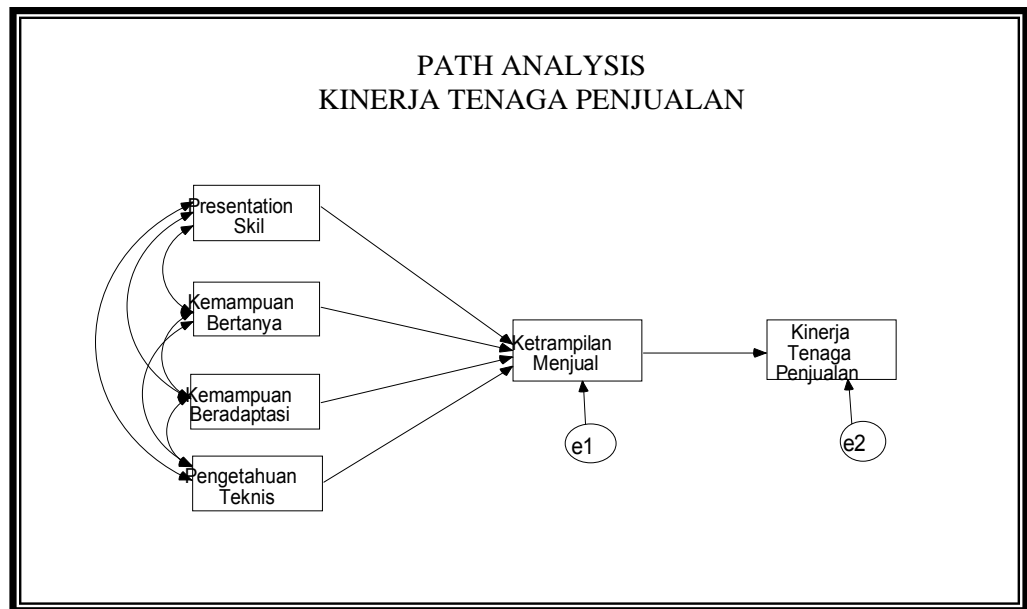 PATH ANALYSIS
KINERJA TENAGA PENJUALAN
Presentation
Skil
Kemampuan
Bertanya
Kemampuan
Beradaptasi
Pengetahuan
Teknis
Ketrampilan
Menjual
e1
Kinerja
Tenaga
Penjualan
e2